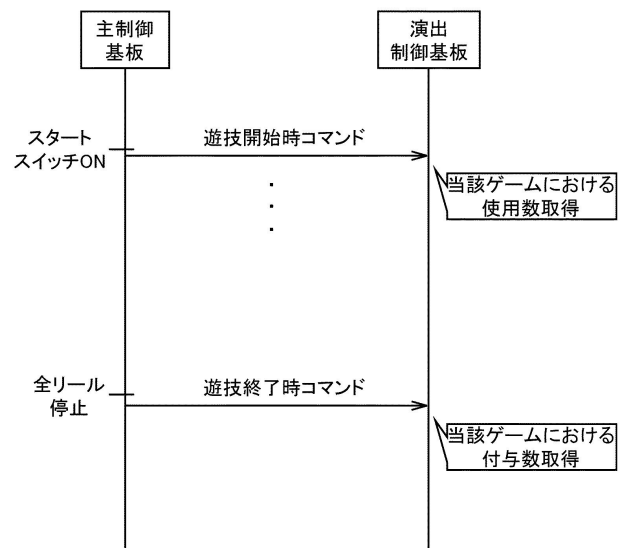 主制御
基板
演出
制御基板
スタート
スイッチON
遊技開始時コマンド
当該ゲームにおける
使用数取得
全リール
停止
遊技終了時コマンド
当該ゲームにおける
付与数取得